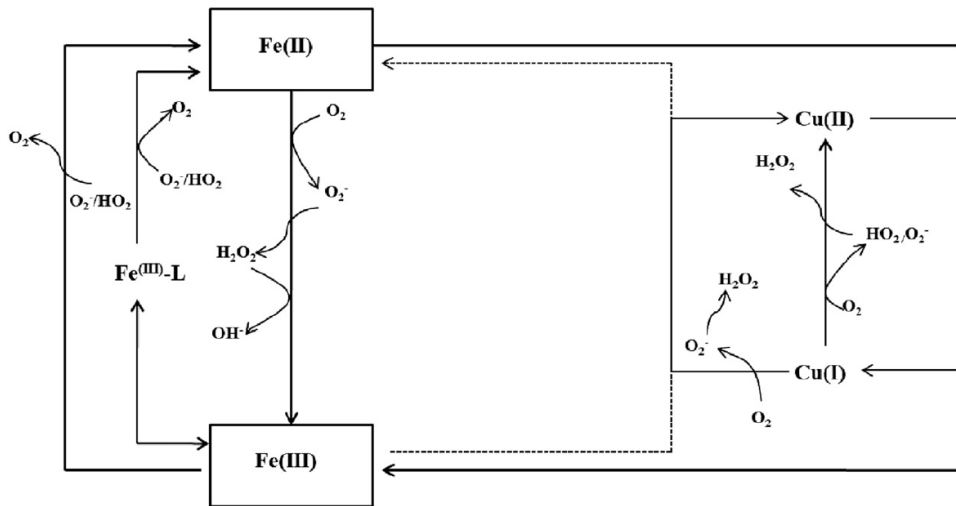 Fe(II)
O₂
O₂
O₂⁻/HO₂
O₂⁻/HO₂
Fe⁽ᴵᴵᴵ⁾-L
O₂
O₂⁻
H₂O₂
OH⁻
Fe(III)
Cu(II)
H₂O₂
HO₂/O₂⁻
O₂
H₂O₂
O₂⁻
Cu(I)
O₂